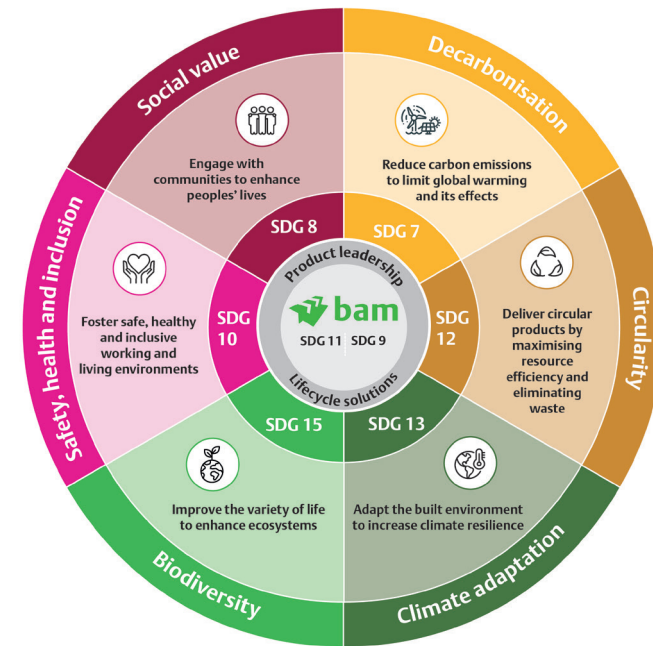 Social value
Engage with
communities to enhance
peoples' lives
SDG 8
Decarbonisation
Reduce carbon emissions
to limit global warming
and its effects
SDG 7
Circularity
Deliver circular
products by
maximising
resource
efficiency and
eliminating
waste
SDG
12
Climate adaptation
Adapt the built environment
to increase climate resilience
SDG 13
Biodiversity
Improve the variety of life
to enhance ecosystems
SDG 15
Safety, health and inclusion
Foster safe, healthy
and inclusive
working and
living environments
SDG
10
Product leadership
bam
SDG 11 | SDG 9
Lifecycle solutions